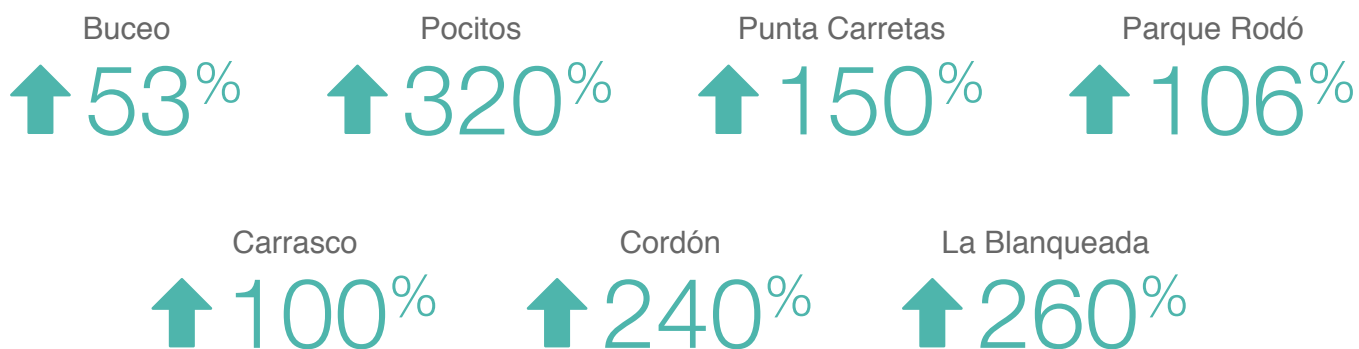 Buceo Pocitos Punta Carretas Parque Rodó
53% 320% 150% 106%
Carrasco Cordón La Blanqueada
100% 240% 260%